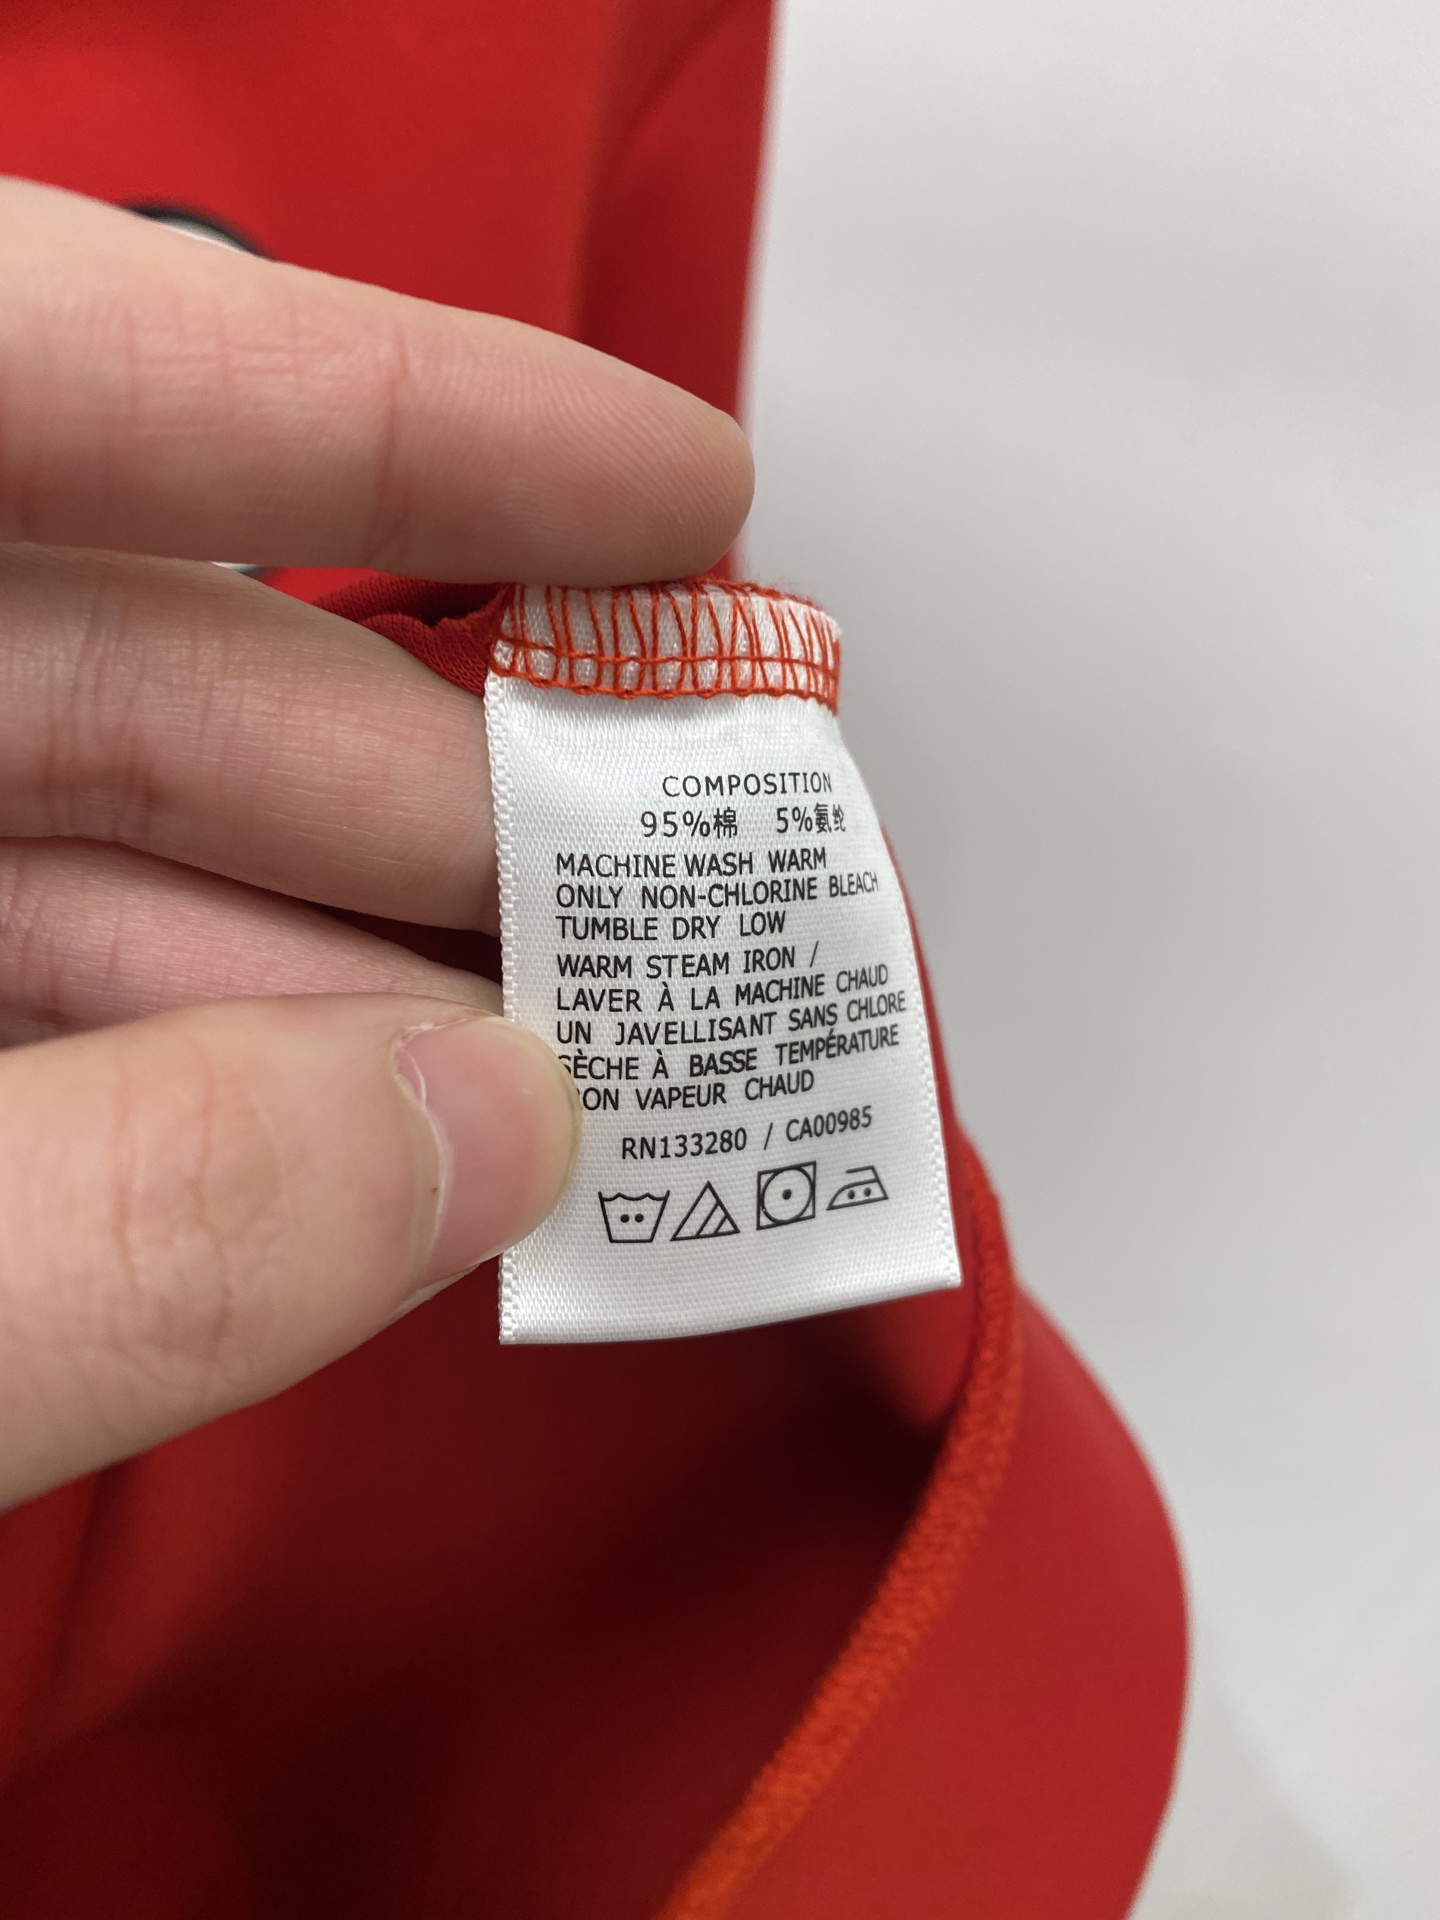 COMPOSITION
95%棉 5%氨纶
MACHINE WASH WARM
ONLY NON-CHLORINE BLEACH
TUMBLE DRY LOW
WARM STEAM IRON /
LAVER À LA MACHINE CHAUD
UN JAVELLISANT SANS CHLORE
SÈCHE À BASSE TEMPÉRATURE
VAPEUR CHAUD
RN133280 / CA00985